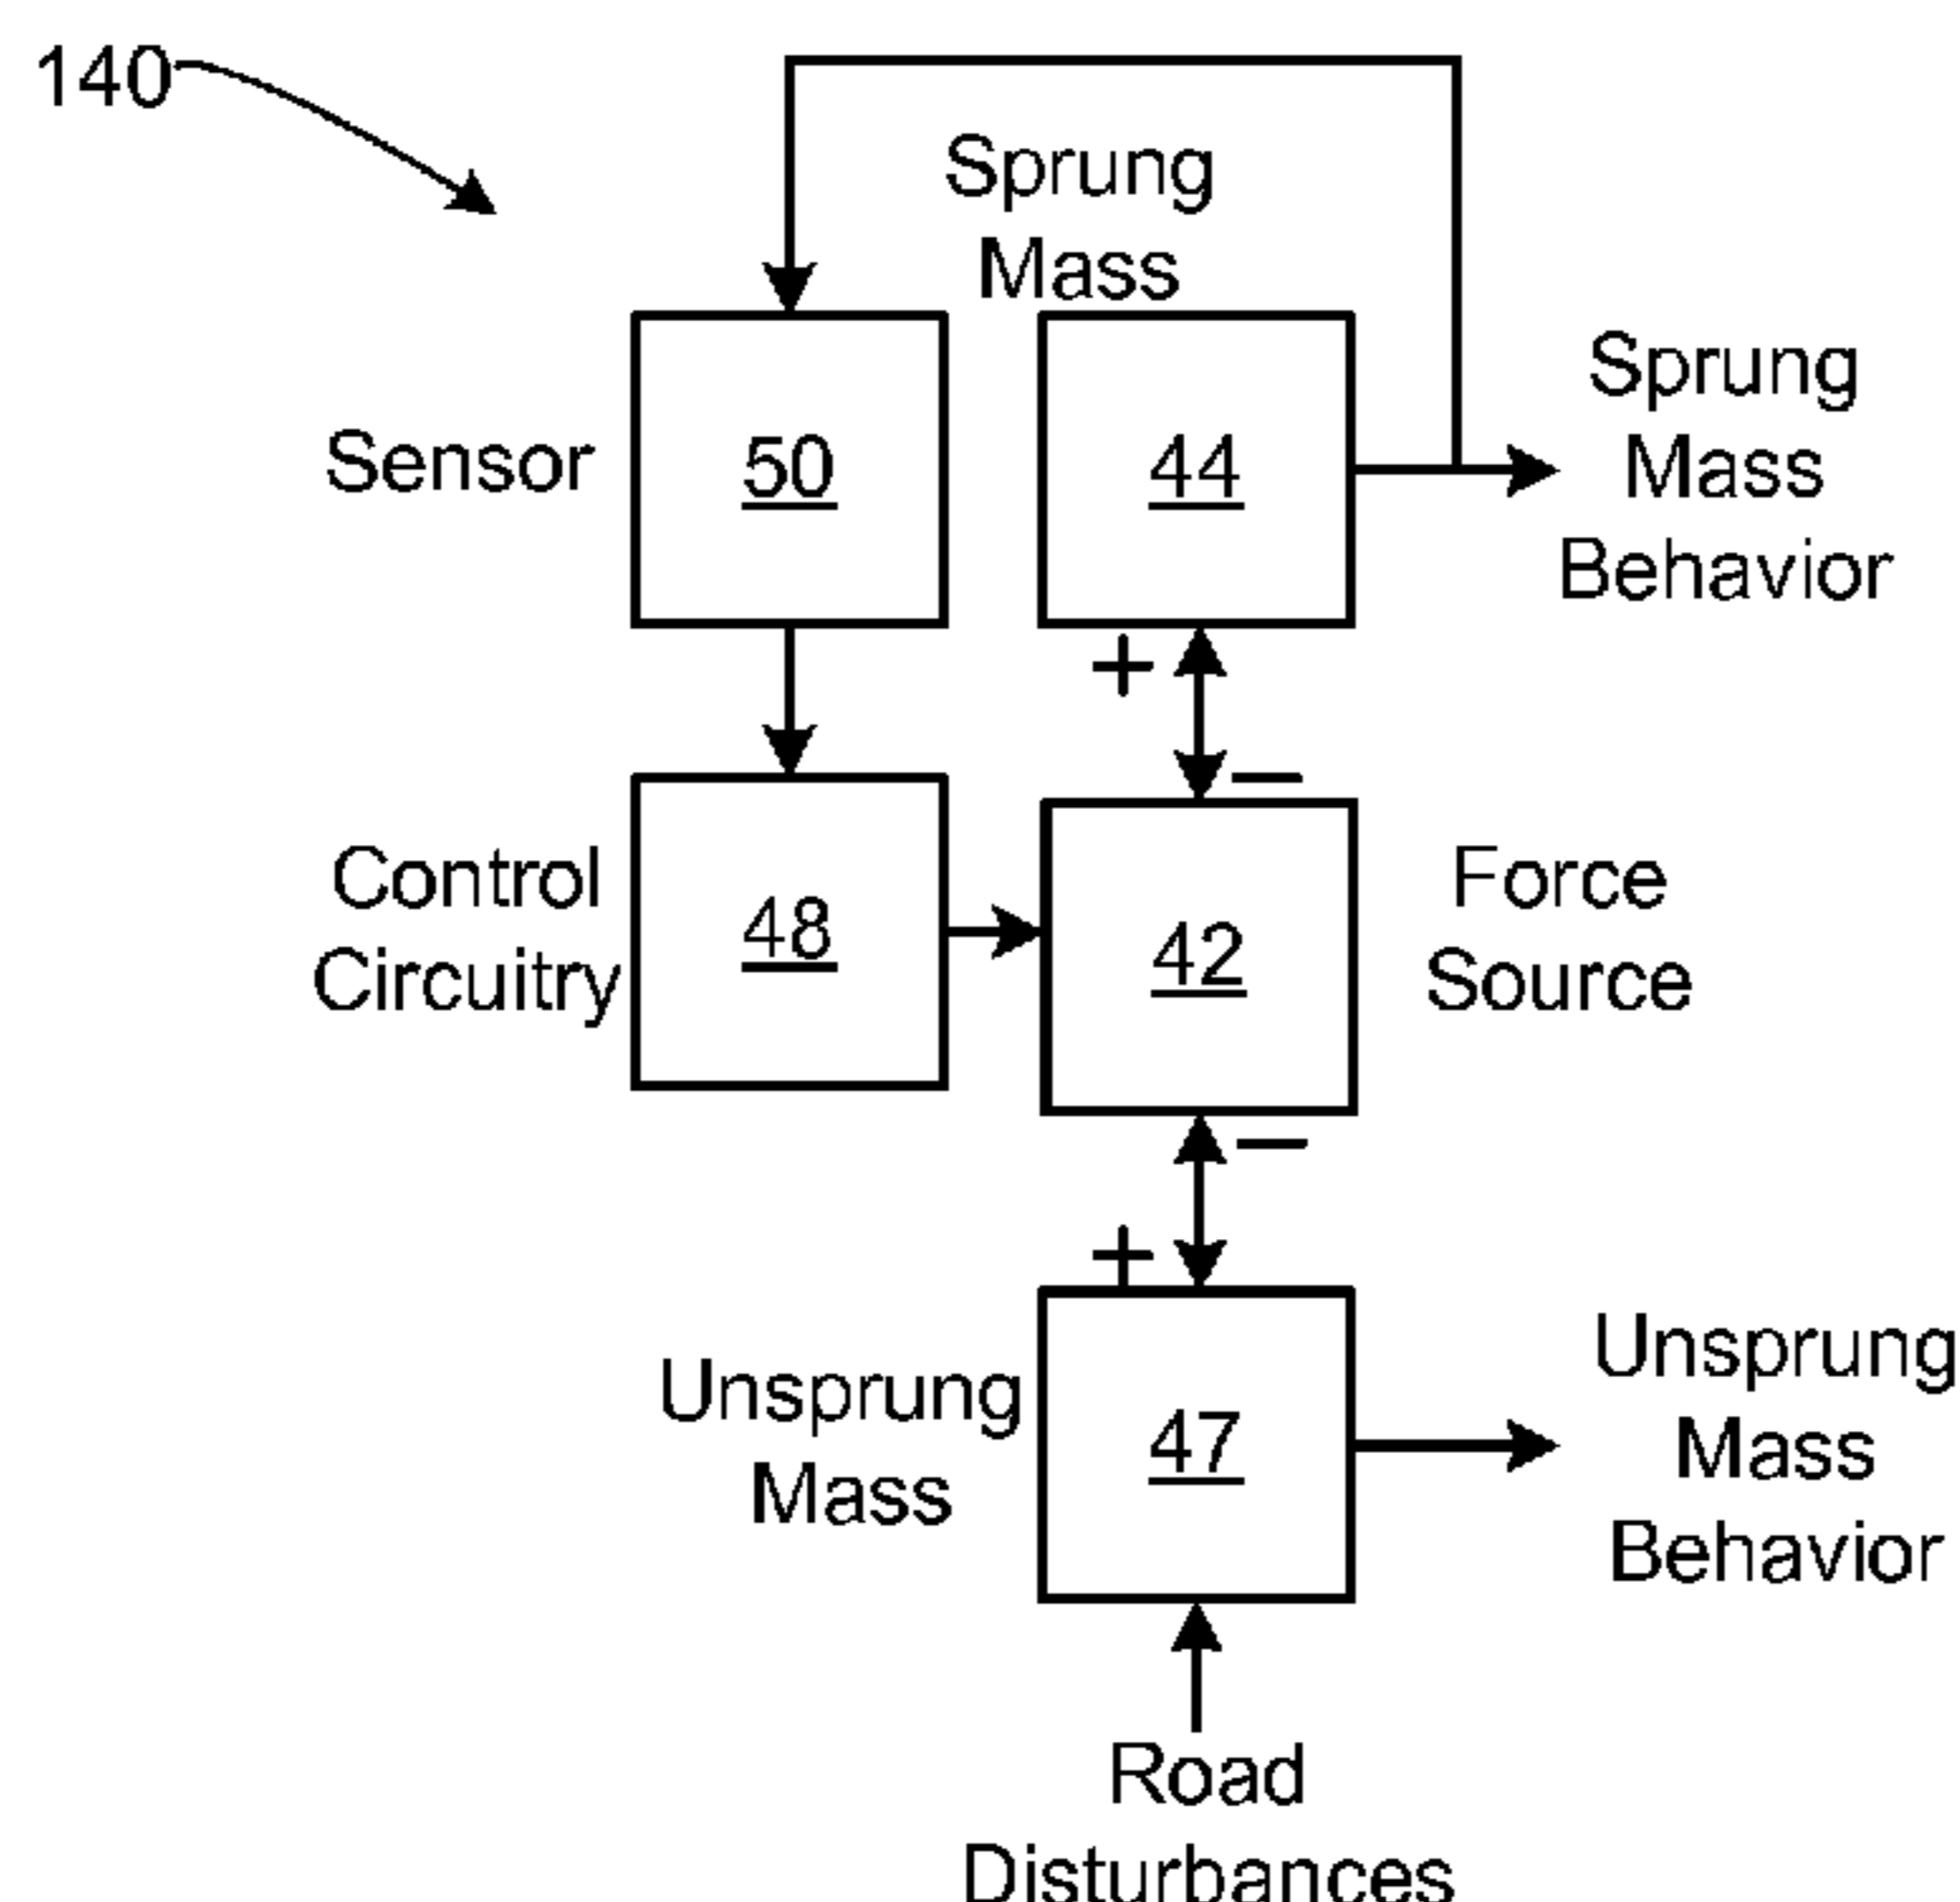 140
Sprung
Mass
Sensor
50
44
Sprung
Mass
Behavior
+
−
Control
Circuitry
48
42
Force
Source
−
+
Unsprung
Mass
47
Unsprung
Mass
Behavior
Road
Disturbances